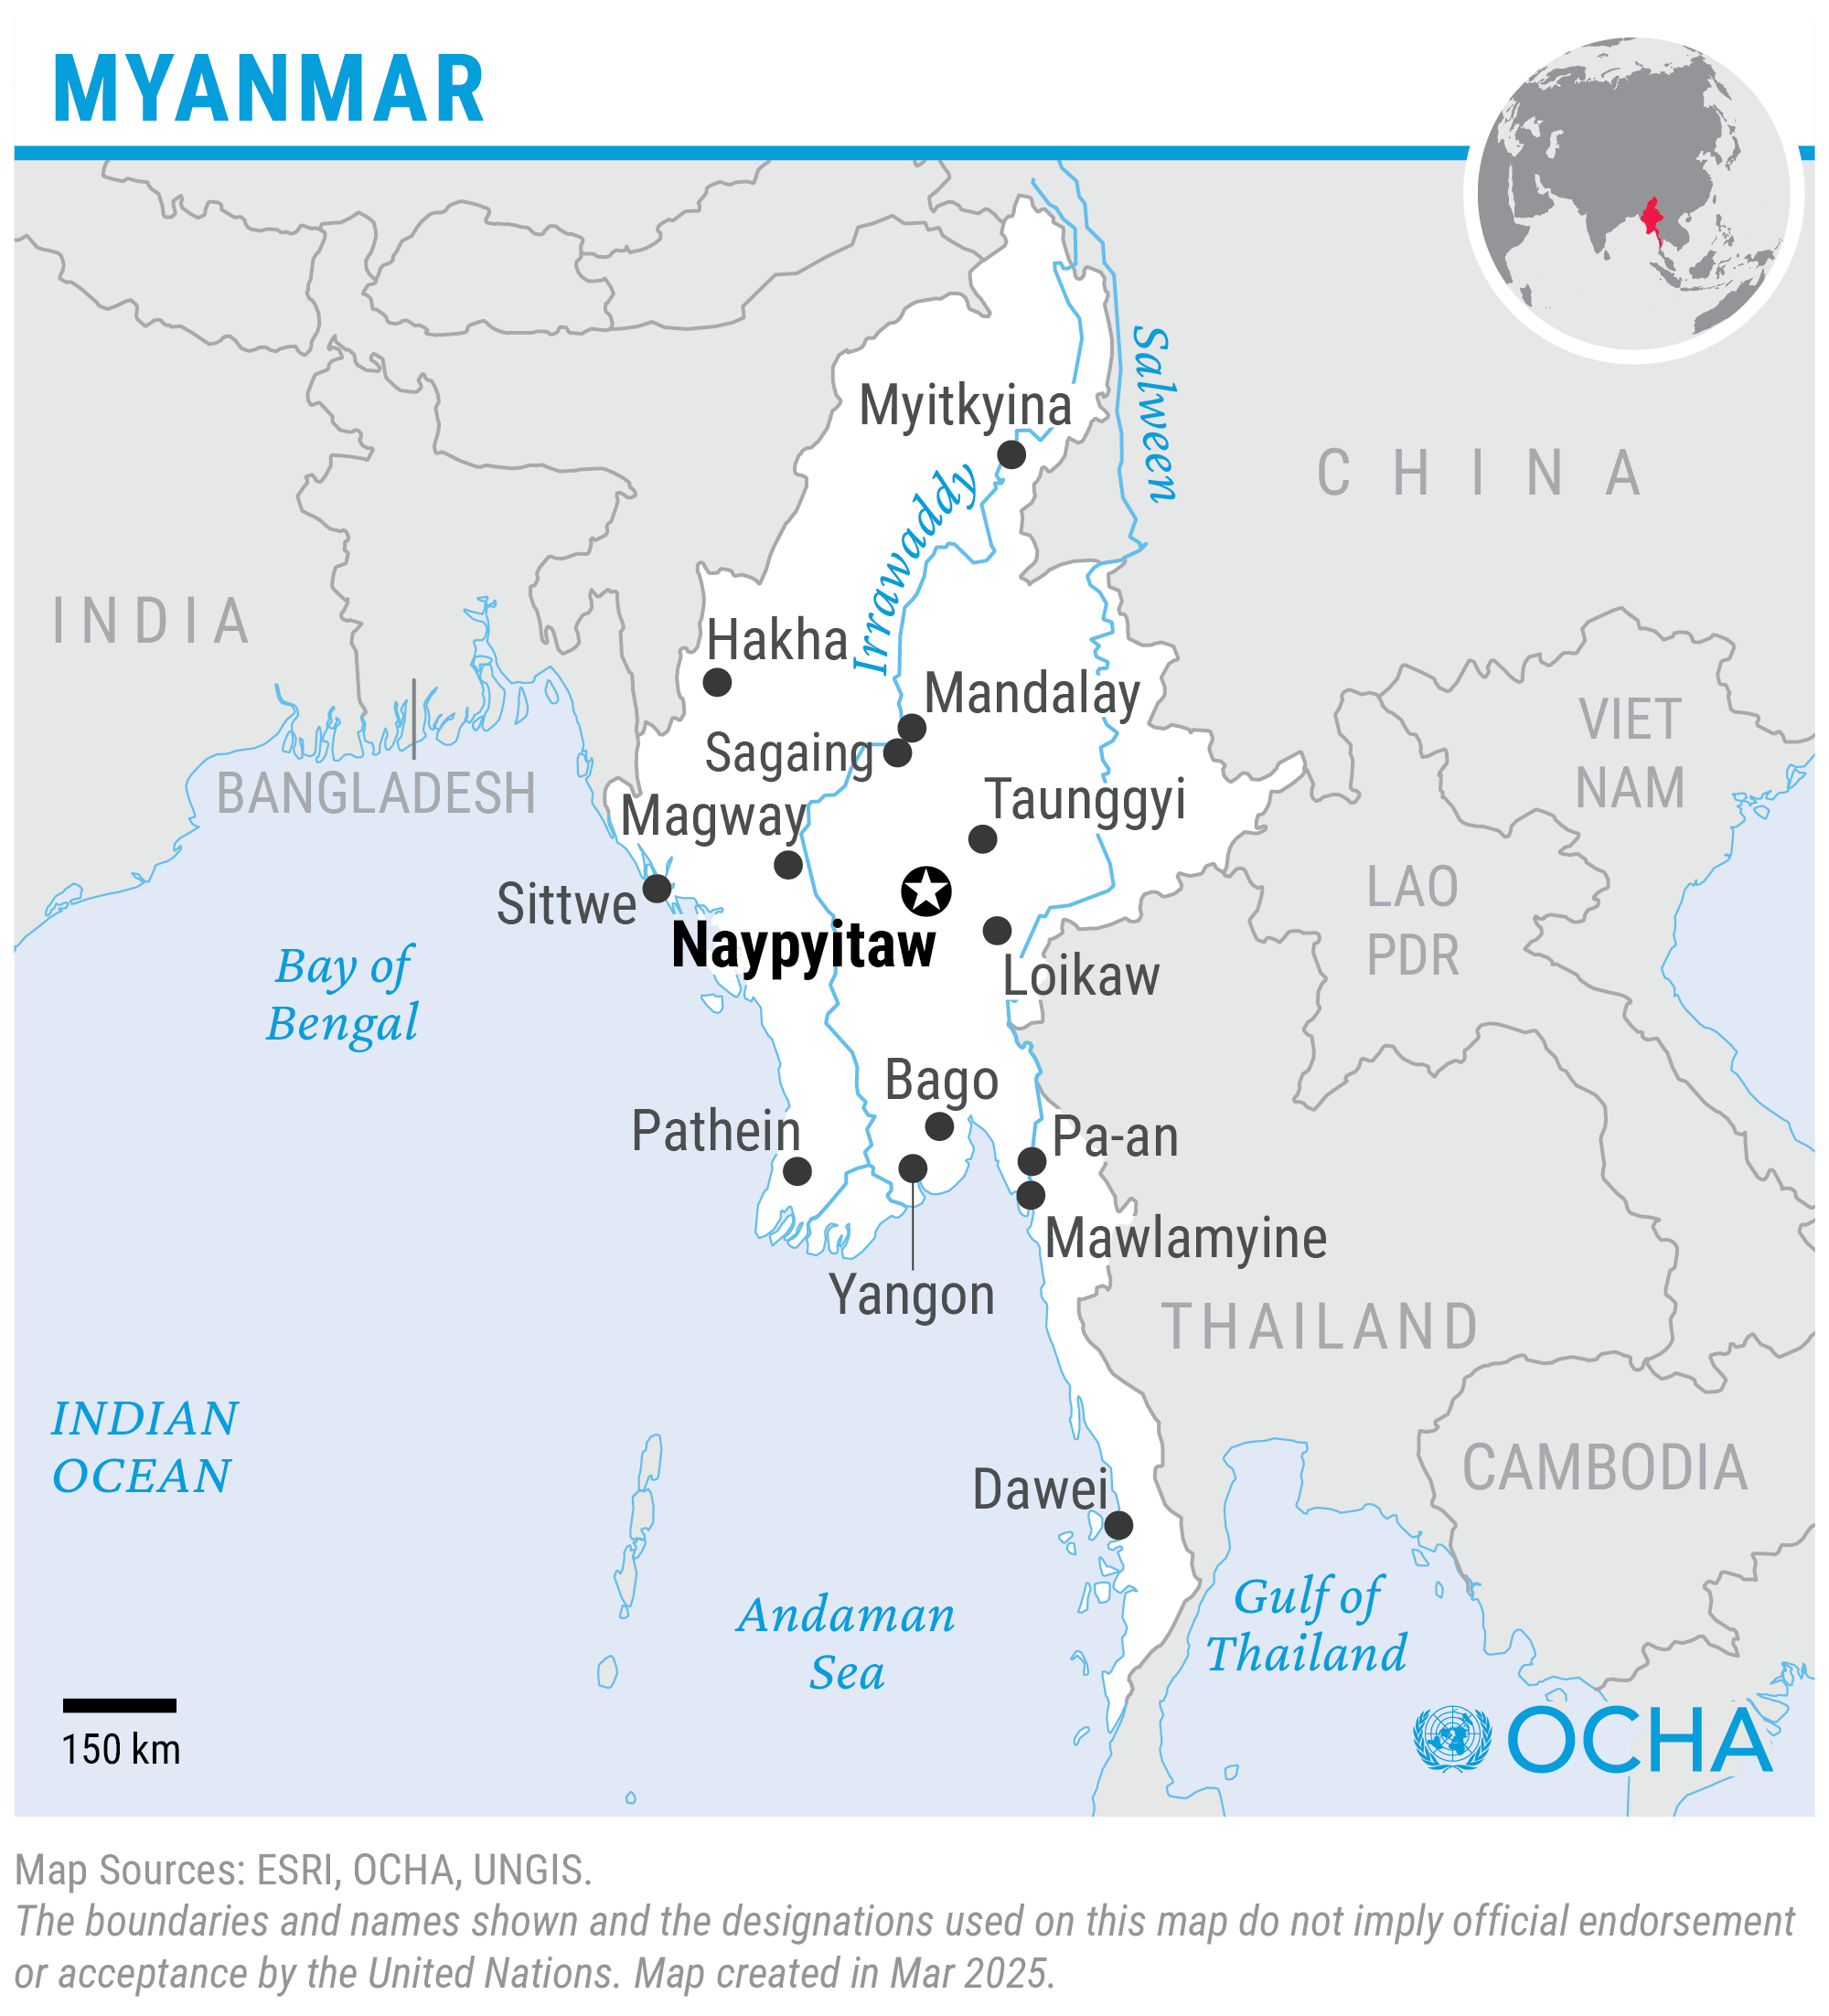 MYANMAR
Salween
Myitkyina
CHINA
Irrawaddy
INDIA
Hakha
Mandalay
VIET
NAM
Sagaing
BANGLADESH
Taunggyi
Magway
LAO
PDR
Sittwe
Naypyitaw
Bay of
Bengal
Loikaw
Bago
Pathein
Pa-an
Mawlamyine
Yangon
THAILAND
INDIAN
OCEAN
CAMBODIA
Dawei
Gulf of
Thailand
Andaman
Sea
150 km
OCHA
Map Sources: ESRI, OCHA, UNGIS.
The boundaries and names shown and the designations used on this map do not imply official endorsement
or acceptance by the United Nations. Map created in Mar 2025.